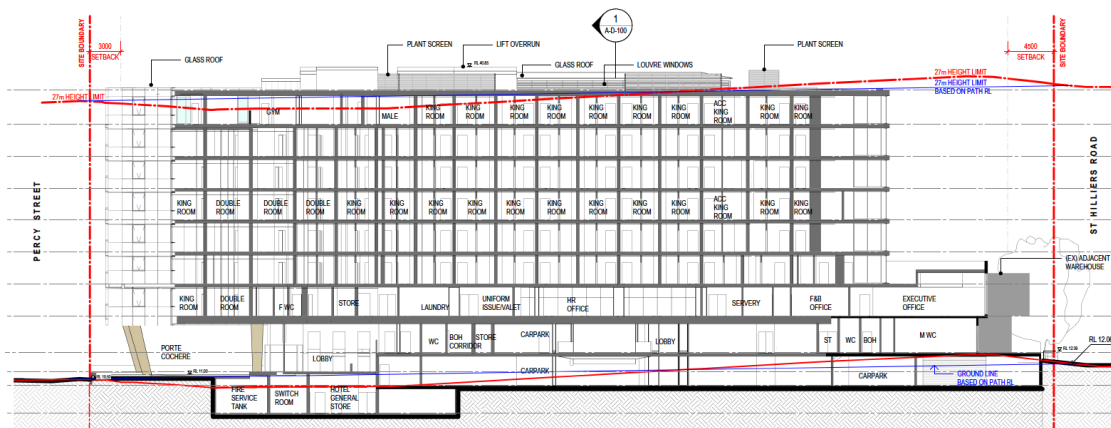 1
A-D-100
SITE BOUNDARY
3000
SETBACK
GLASS ROOF
PLANT SCREEN
LIFT OVERRUN
RL 40.85
GLASS ROOF
LOUVRE WINDOWS
PLANT SCREEN
4500
SETBACK
SITE BOUNDARY
27m HEIGHT LIMIT
27m HEIGHT LIMIT
27m HEIGHT LIMIT
BASED ON PATH RL
GYM
MALE
KING
ROOM
KING
ROOM
KING
ROOM
KING
ROOM
KING
ROOM
KING
ROOM
KING
ROOM
ACC
KING
ROOM
KING
ROOM
KING
ROOM
PERCY STREET
ST HILLIERS ROAD
KING
ROOM
DOUBLE
ROOM
DOUBLE
ROOM
DOUBLE
ROOM
KING
ROOM
KING
ROOM
KING
ROOM
KING
ROOM
KING
ROOM
KING
ROOM
KING
ROOM
KING
ROOM
KING
ROOM
ACC
KING
ROOM
KING
ROOM
KING
ROOM
(EX) ADJACENT
WAREHOUSE
KING
ROOM
DOUBLE
ROOM
F WC
STORE
LAUNDRY
UNIFORM
ISSUE/VALET
HR
OFFICE
SERVERY
F&B
OFFICE
EXECUTIVE
OFFICE
PORTE
COCHERE
LOBBY
WC
BOH
CORRIDOR
STORE
CARPARK
LOBBY
ST
WC
BOH
M WC
CARPARK
CARPARK
RL 11.00
FIRE
SERVICE
TANK
SWITCH
ROOM
HOTEL
GENERAL
STORE
GROUND LINE
BASED ON PATH RL